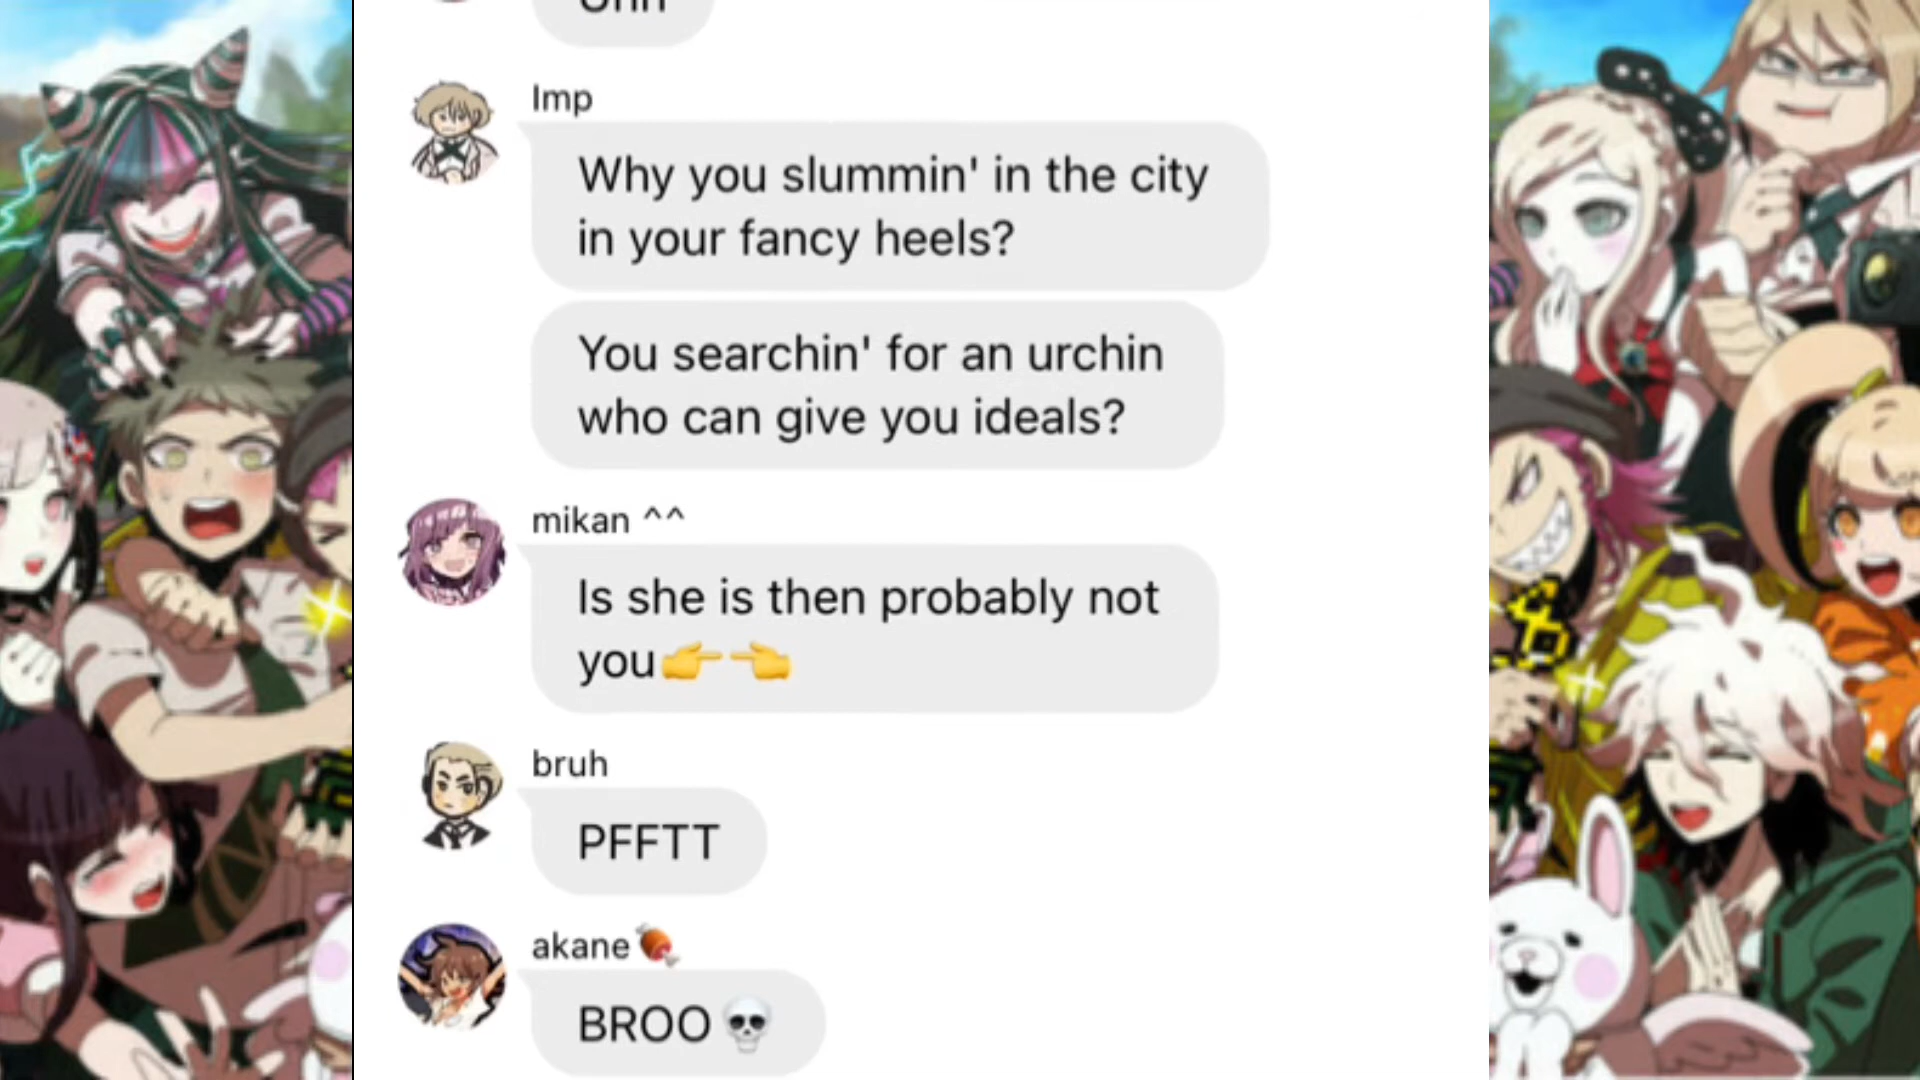 Imp
Why you slummin' in the city
in your fancy heels?
You searchin' for an urchin
who can give you ideals?
mikan ^^
Is she is then probably not
you👉👈
bruh
PFFTT
akane🍖
BROO💀